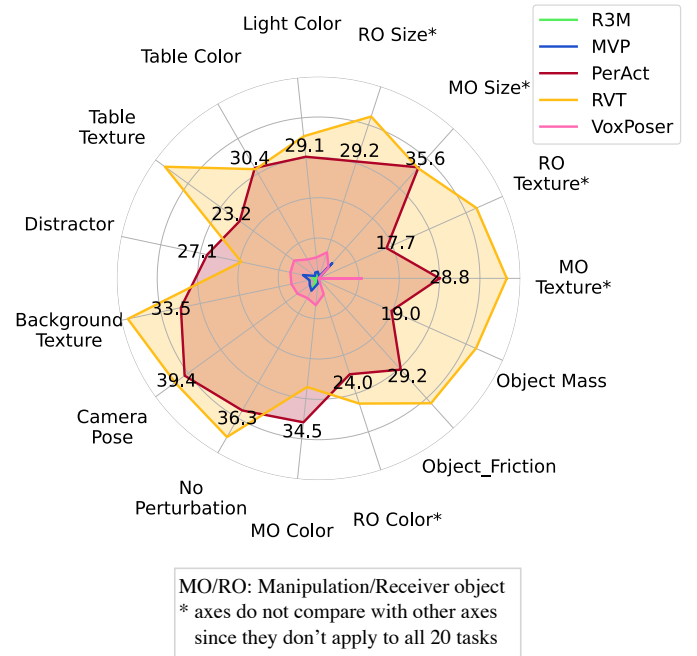 Light Color
RO Size*
Table Color
MO Size*
Table
Texture
RO
Texture*
Distractor
MO
Texture*
Background
Texture
Object Mass
Camera
Pose
Object_Friction
No
Perturbation
MO Color
RO Color*
R3M
MVP
PerAct
RVT
VoxPoser
29.1
29.2
35.6
30.4
23.2
17.7
27.1
28.8
33.5
19.0
39.4
29.2
24.0
36.3
34.5
MO/RO: Manipulation/Receiver object
* axes do not compare with other axes
since they don’t apply to all 20 tasks